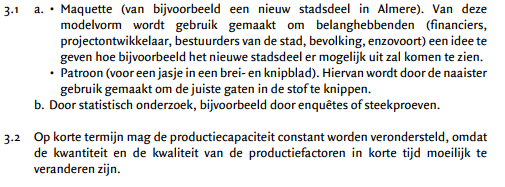 3.1 a. • Maquette (van bijvoorbeeld een nieuw stadsdeel in Almere). Van deze
modelvorm wordt gebruik gemaakt om belanghebbenden (financiers,
projectontwikkelaar, bestuurders van de stad, bevolking, enzovoort) een idee te
geven hoe bijvoorbeeld het nieuwe stadsdeel er mogelijk uit zal komen te zien.
• Patroon (voor een jasje in een brei- en knipblad). Hiervan wordt door de naaister
gebruik gemaakt om de juiste gaten in de stof te knippen.
b. Door statistisch onderzoek, bijvoorbeeld door enquêtes of steekproeven.
3.2 Op korte termijn mag de productiecapaciteit constant worden verondersteld, omdat
de kwantiteit en de kwaliteit van de productiefactoren in korte tijd moeilijk te
veranderen zijn.